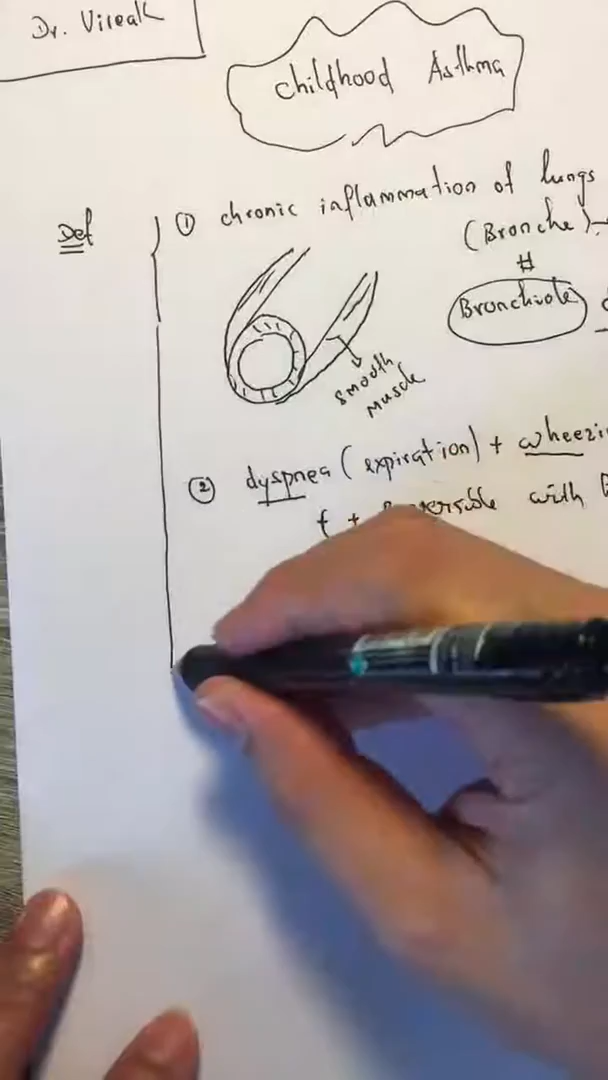 Dr. Vireak
Childhood Asthma
Def
① chronic inflammation of lungs
(Bronche)
#
Bronchiole
smooth
muscle
② dyspnea (expiration) + wheezi
with